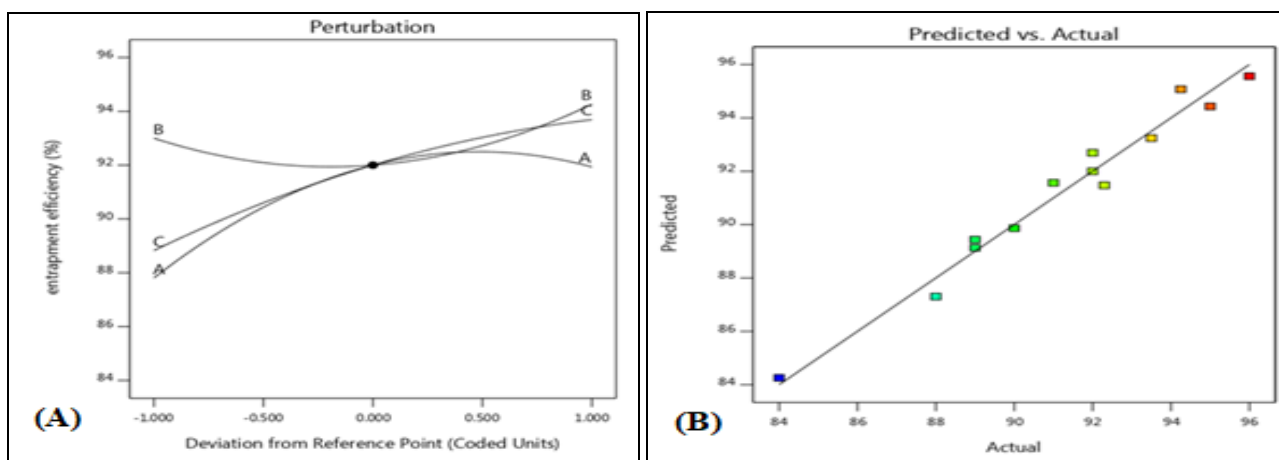 Perturbation
96
94
92
90
88
86
84
entrapment efficiency (%)
B
C
A
B
C
A
-1.000 -0.500 0.000 0.500 1.000
Deviation from Reference Point (Coded Units)
(A)
Predicted vs. Actual
96
94
92
90
88
86
84
Predicted
84 86 88 90 92 94 96
Actual
(B)